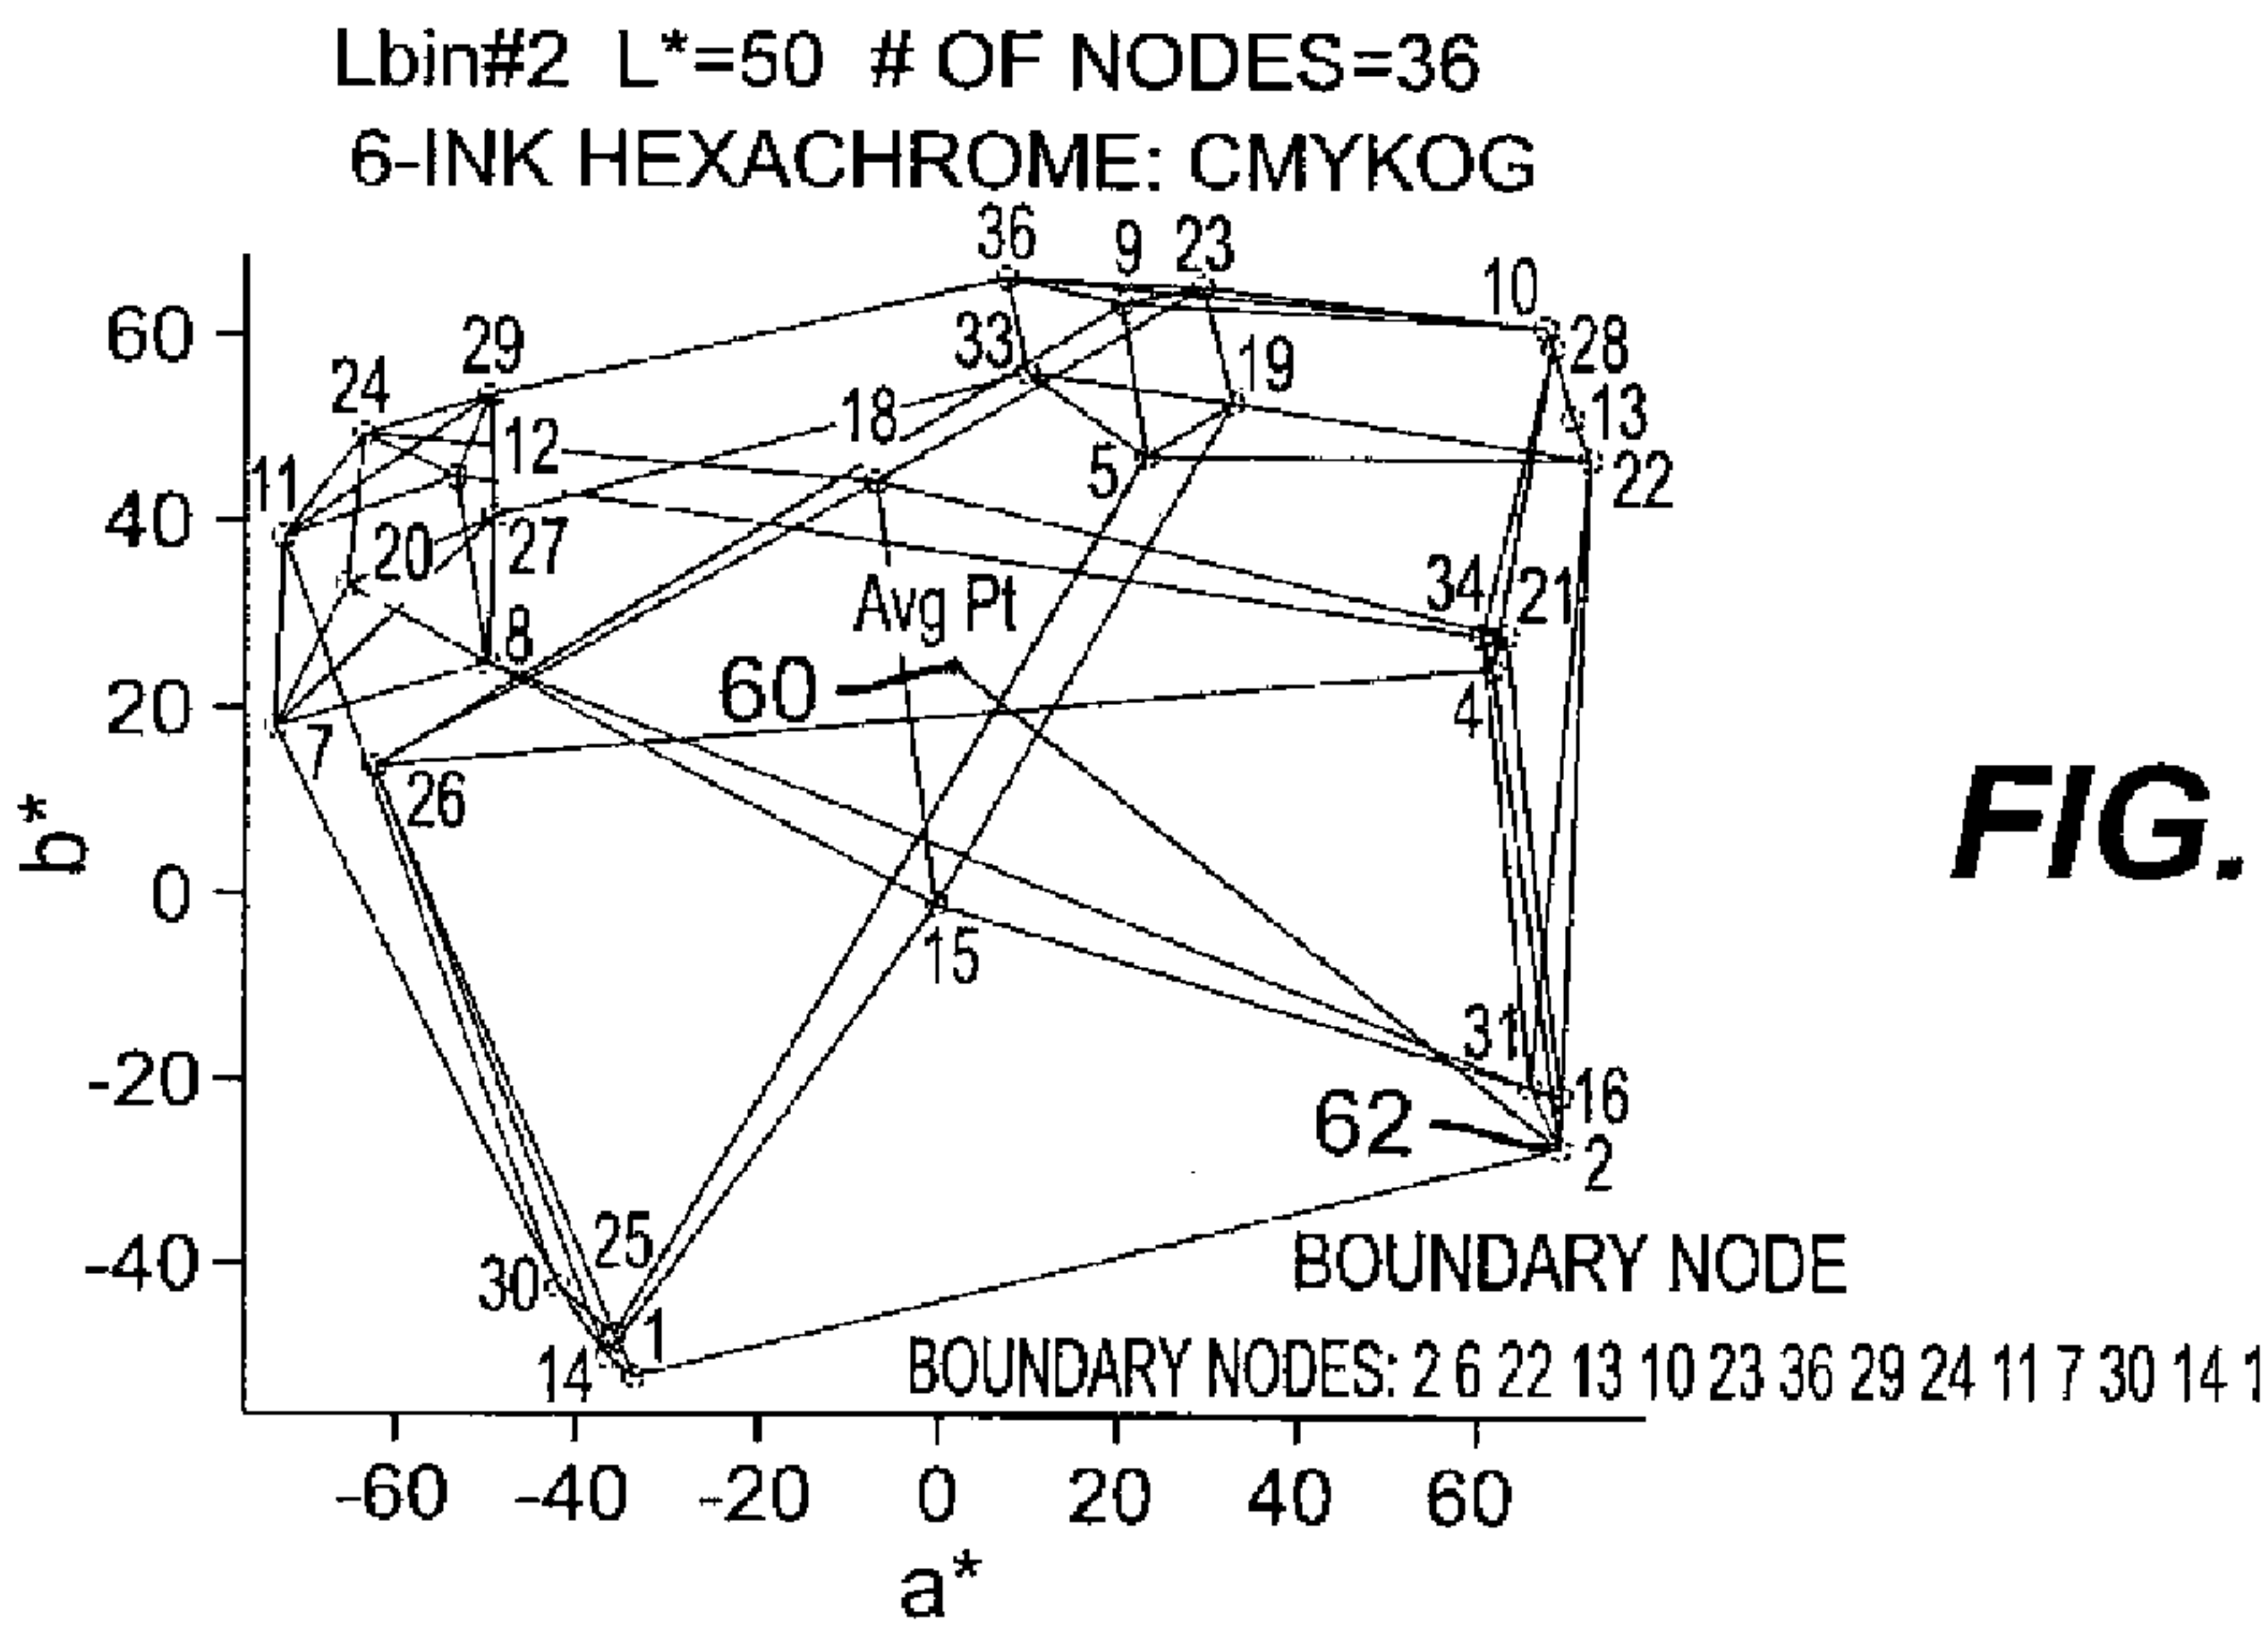 Lbin#2 L*=50 # OF NODES=36
6-INK HEXACHROME: CMYKOG
36 9 23
10
60 29 33 28
24 19
18 13
12 5 22
11
40 20 27
34 21
8 Avg Pt
60
20 4
7
26
b*
FIG.
0
15
31
-20 16
62
2
25
-40 30 BOUNDARY NODE
1
14 BOUNDARY NODES: 2 6 22 13 10 23 36 29 24 11 7 30 14 1
-60 -40 -20 0 20 40 60
a*